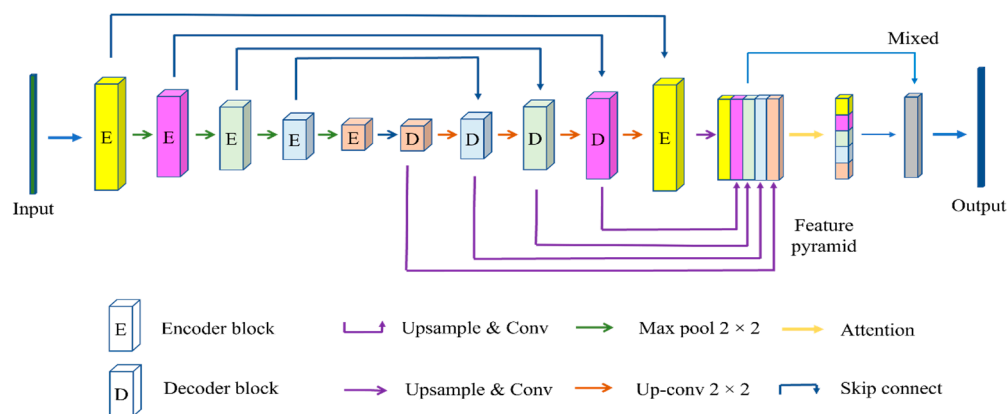 Mixed
E
E
E
E
E
D
D
D
D
E
Input
Output
Feature
pyramid
E
Encoder block
Upsample & Conv
Max pool 2 × 2
Attention
D
Decoder block
Upsample & Conv
Up-conv 2 × 2
Skip connect